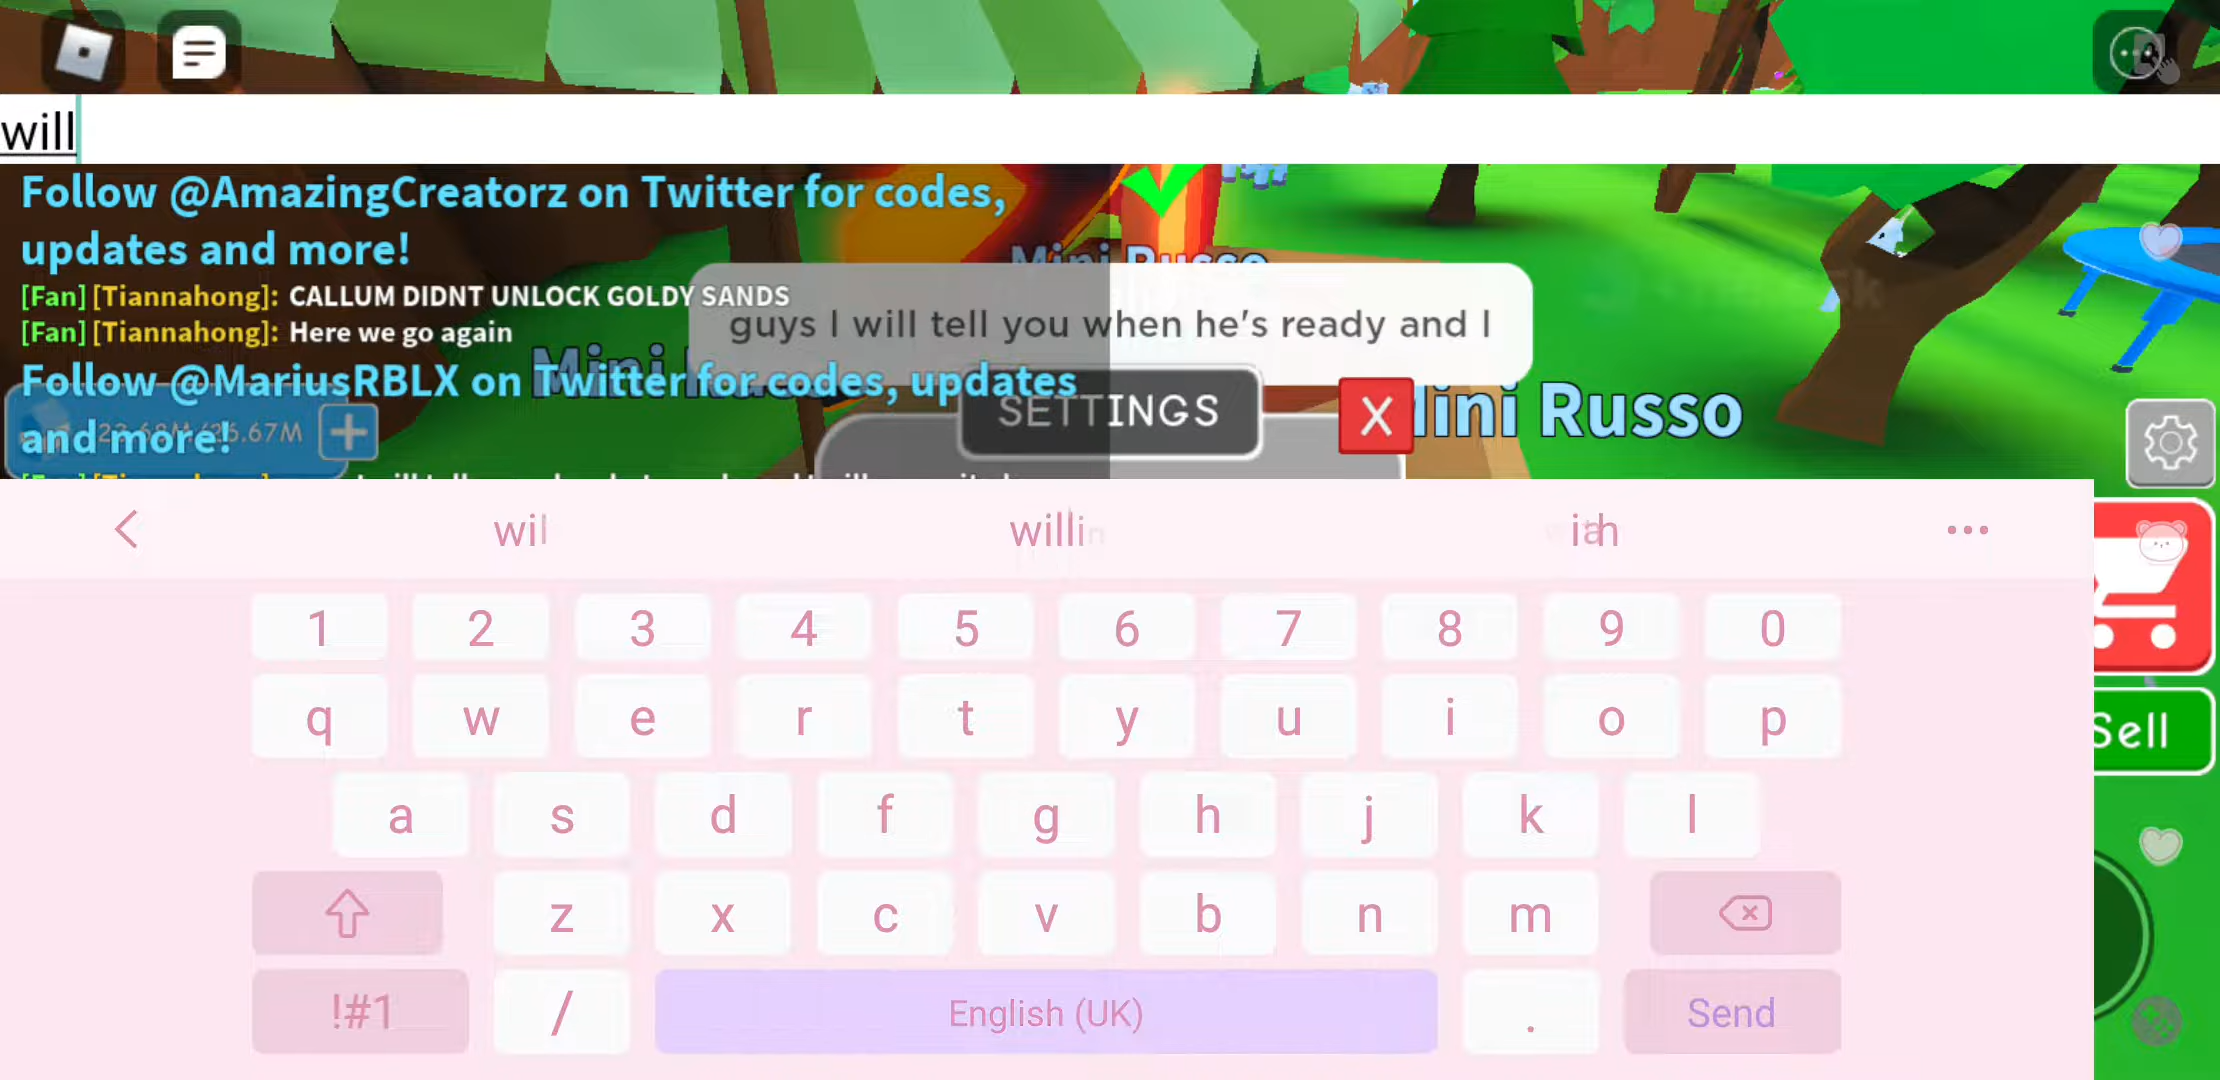 will
Follow @AmazingCreatorz on Twitter for codes,
updates and more!
[Fan] [Tiannahong]: CALLUM DIDNT UNLOCK GOLDY SANDS
[Fan] [Tiannahong]: Here we go again
Follow @MariusRBLX on Twitter for codes, updates
and more!
Mini Russo
guys I will tell you when he's ready and I
Mini
SETTINGS
X
Mini Russo
wil
willi
1 2 3 4 5 6 7 8 9 0
q w e r t y u i o p
a s d f g h j k l
z x c v b n m
!#1 / English (UK) . Send
Sell